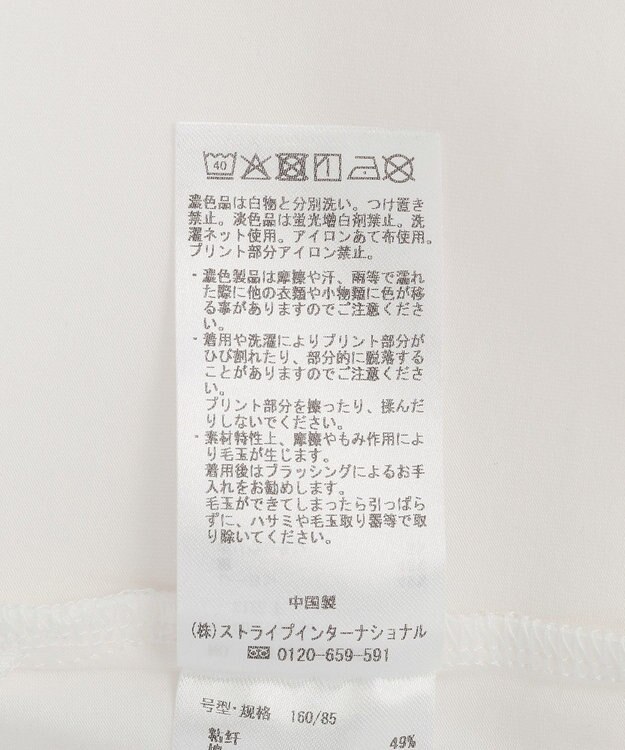 40
濃色品は白物と分別洗い。つけ置き
禁止。淡色品は蛍光増白剤禁止。洗
濯ネット使用。アイロンあて布使用。
プリント部分アイロン禁止。
・濃色製品は摩擦や汗、雨等で濡れ
た際に他の衣類や小物類に色が移
る事がありますのでご注意くださ
い。
・着用や洗濯によりプリント部分が
ひび割れたり、部分的に脱落する
ことがありますのでご注意くださ
い。
プリント部分を擦ったり、揉んだ
りしないでください。
・素材特性上、摩擦やもみ作用によ
り毛玉が生じます。
着用後はブラッシングによるお手
入れをお勧めします。
毛玉ができてしまったら引っぱら
ずに、ハサミや毛玉取り器等で取
り除いてください。
中国製
(株)ストライプインターナショナル
0120-659-591
号型・规格 160/85
粘纤 49%